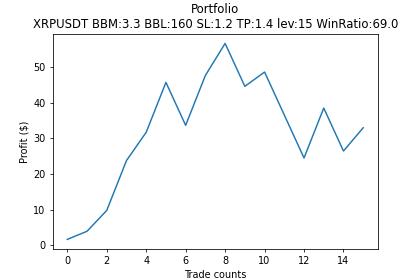 Portfolio
XRPUSDT BBM:3.3 BBL:160 SL:1.2 TP:1.4 lev:15 WinRatio:69.0
Profit ($)
50
40
30
20
10
0
0 2 4 6 8 10 12 14
Trade counts